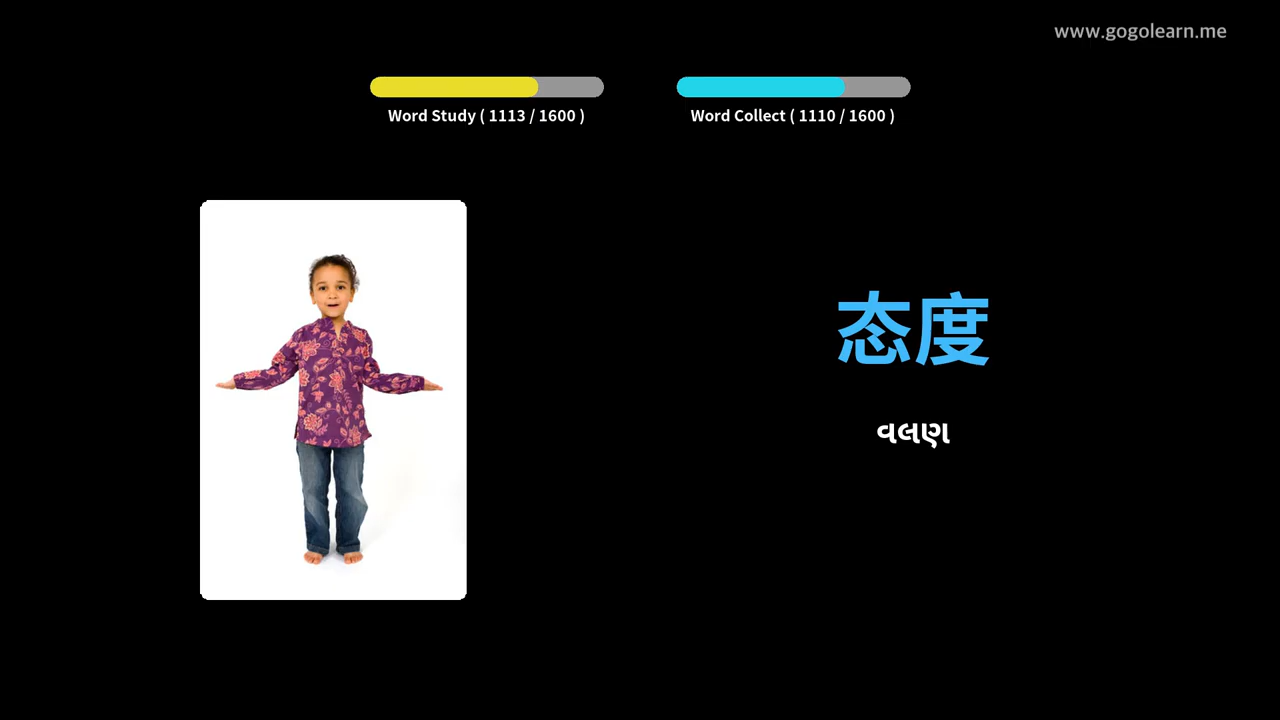 www.gogolearn.me
Word Study ( 1113 / 1600 )
Word Collect ( 1110 / 1600 )
态度
વલણ